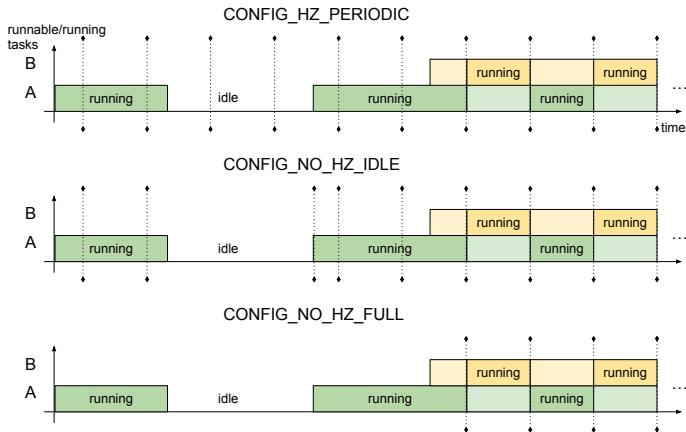 CONFIG_HZ_PERIODIC
runnable/running
tasks
B
running
running
A
running
idle
running
running
...
time
CONFIG_NO_HZ_IDLE
B
running
running
A
running
idle
running
running
...
CONFIG_NO_HZ_FULL
B
running
running
A
running
idle
running
running
...